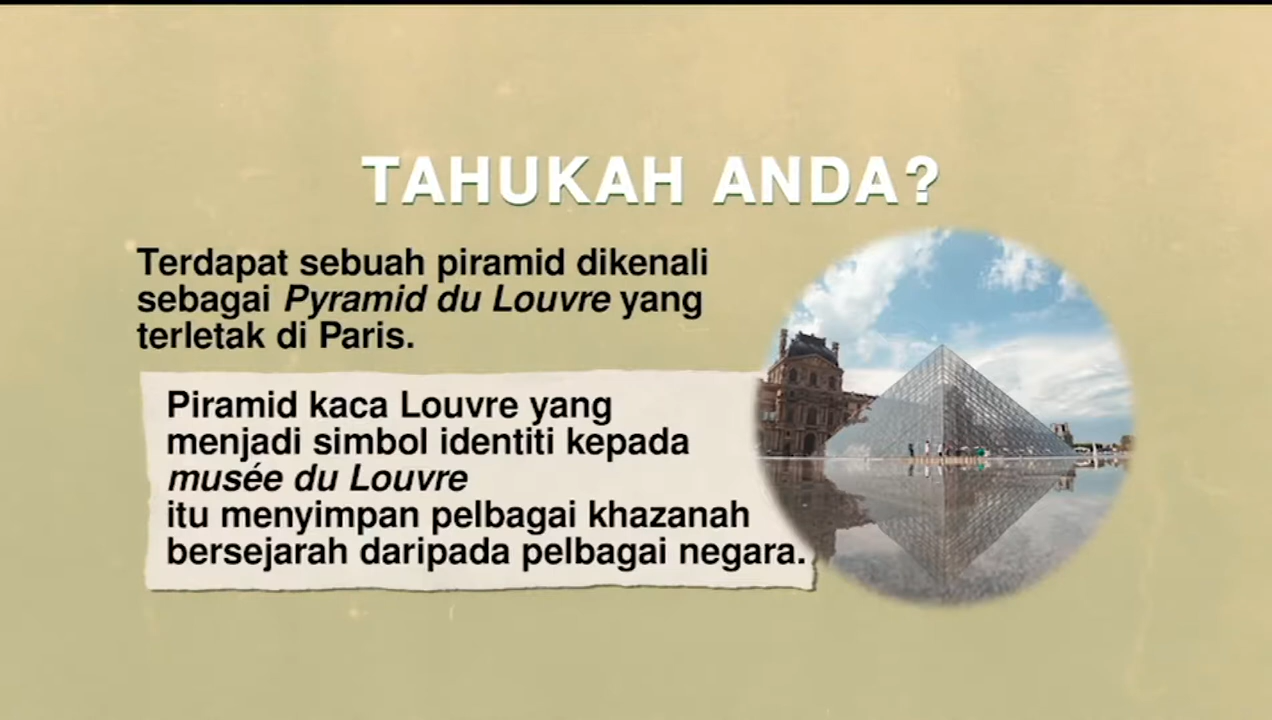 TAHUKAH ANDA?
Terdapat sebuah piramid dikenali
sebagai Pyramid du Louvre yang
terletak di Paris.
Piramid kaca Louvre yang
menjadi simbol identiti kepada
musée du Louvre
itu menyimpan pelbagai khazanah
bersejarah daripada pelbagai negara.